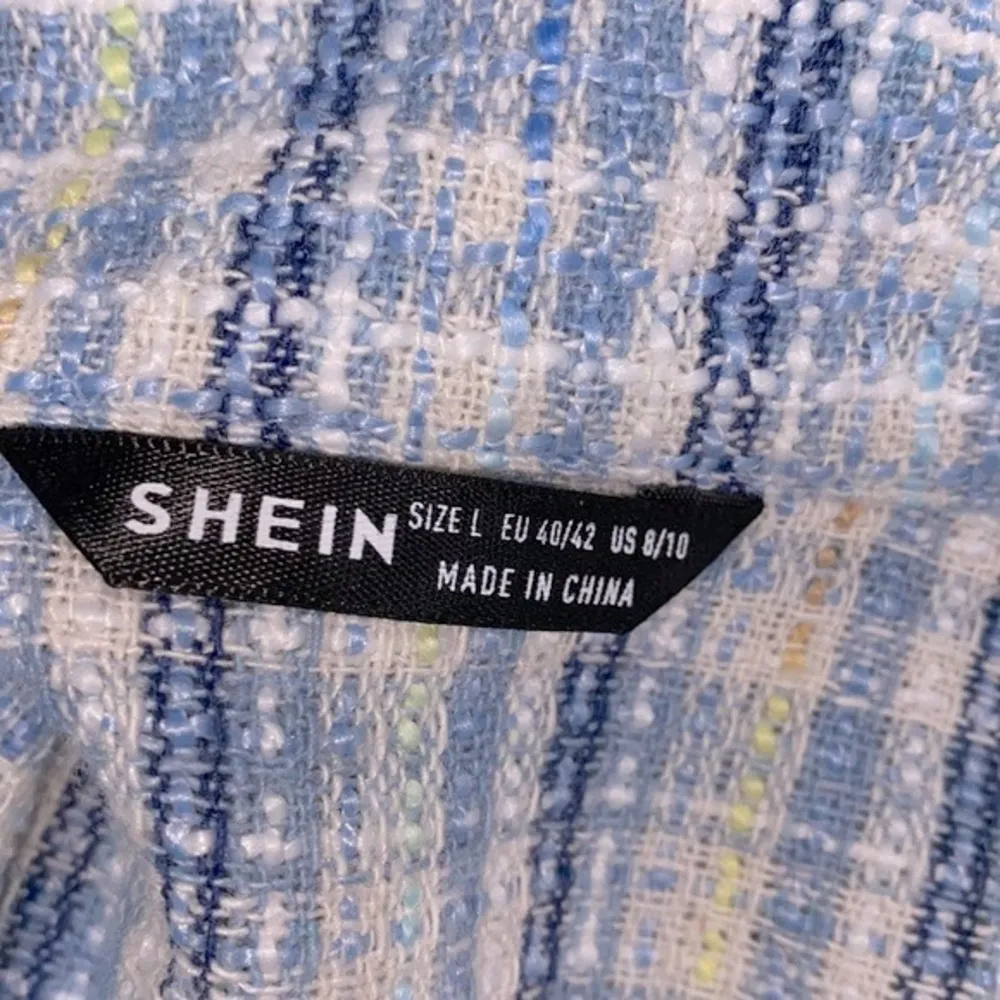 SHEIN SIZE L EU 40/42 US 8/10
MADE IN CHINA